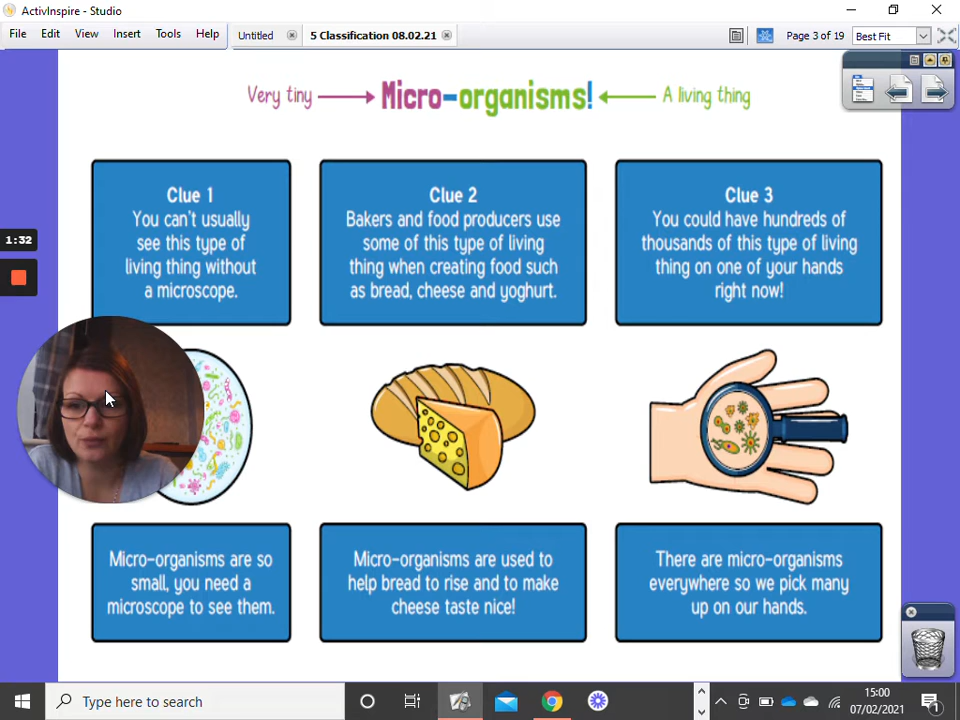 ActivInspire - Studio
File Edit View Insert Tools Help
Untitled
5 Classification 08.02.21
Page 3 of 19
Best Fit
Very tiny
Micro-organisms!
A living thing
Clue 1
You can't usually
see this type of
living thing without
a microscope.
Clue 2
Bakers and food producers use
some of this type of living
thing when creating food such
as bread, cheese and yoghurt.
Clue 3
You could have hundreds of
thousands of this type of living
thing on one of your hands
right now!
1:32
Micro-organisms are so
small, you need a
microscope to see them.
Micro-organisms are used to
help bread to rise and to make
cheese taste nice!
There are micro-organisms
everywhere so we pick many
up on our hands.
Type here to search
15:00
07/02/2021
1